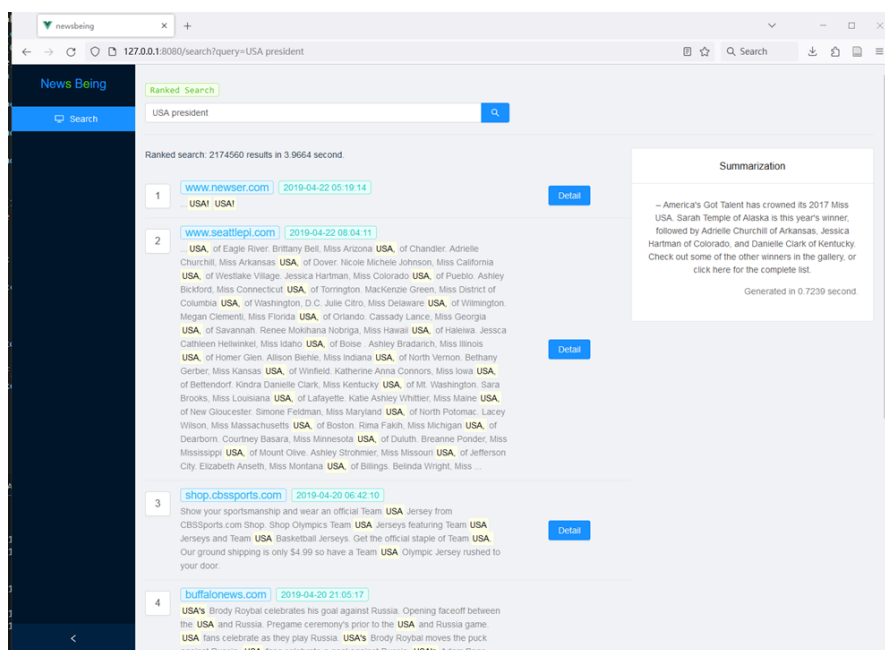 newsbeing
127.0.0.1:8080/search?query=USA president
Search
News Being
Search
Ranked Search
USA president
Ranked search: 2174560 results in 3.9664 second.
1
www.newser.com 2019-04-22 05:19:14
... USA! USA!
Detail
2
www.seattlepi.com 2019-04-22 08:04:11
... USA, of Eagle River. Brittany Bell, Miss Arizona USA, of Chandler. Adrielle
Churchill, Miss Arkansas USA, of Dover. Nicole Michele Johnson, Miss California
USA, of Westlake Village. Jessica Hartman, Miss Colorado USA, of Pueblo. Ashley
Bickford, Miss Connecticut USA, of Torrington. MacKenzie Green, Miss District of
Columbia USA, of Washington, D.C. Julie Citro, Miss Delaware USA, of Wilmington.
Megan Clementi, Miss Florida USA, of Orlando. Cassady Lance, Miss Georgia
USA, of Savannah. Renee Mokihana Nobriga, Miss Hawaii USA, of Haleiwa. Jessca
Cathleen Hellwinkel, Miss Idaho USA, of Boise . Ashley Bradarich, Miss Illinois
USA, of Homer Glen. Allison Biehle, Miss Indiana USA, of North Vernon. Bethany
Gerber, Miss Kansas USA, of Winfield. Katherine Anna Connors, Miss Iowa USA,
of Bettendorf. Kindra Danielle Clark, Miss Kentucky USA, of Mt. Washington. Sara
Brooks, Miss Louisiana USA, of Lafayette. Katie Ashley Whittier, Miss Maine USA,
of New Gloucester. Simone Feldman, Miss Maryland USA, of North Potomac. Lacey
Wilson, Miss Massachusetts USA, of Boston. Rima Fakih, Miss Michigan USA, of
Dearborn. Courtney Basara, Miss Minnesota USA, of Duluth. Breanne Ponder, Miss
Mississippi USA, of Mount Olive. Ashley Strohmier, Miss Missouri USA, of Jefferson
City. Elizabeth Anseth, Miss Montana USA, of Billings. Belinda Wright, Miss ...
Detail
3
shop.cbssports.com 2019-04-20 06:42:10
Show your sportsmanship and wear an official Team USA Jersey from
CBSSports.com Shop. Shop Olympics Team USA Jerseys featuring Team USA
Jerseys and Team USA Basketball Jerseys. Get the official staple of Team USA.
Our ground shipping is only $4.99 so have a Team USA Olympic Jersey rushed to
your door.
Detail
4
buffalonews.com 2019-04-20 21:05:17
USA's Brody Roybal celebrates his goal against Russia. Opening faceoff between
the USA and Russia. Pregame ceremony's prior to the USA and Russia game.
USA fans celebrate as they play Russia. USA's Brody Roybal moves the puck
Summarization
-- America's Got Talent has crowned its 2017 Miss
USA. Sarah Temple of Alaska is this year's winner,
followed by Adrielle Churchill of Arkansas, Jessica
Hartman of Colorado, and Danielle Clark of Kentucky.
Check out some of the other winners in the gallery, or
click here for the complete list.
Generated in 0.7239 second.